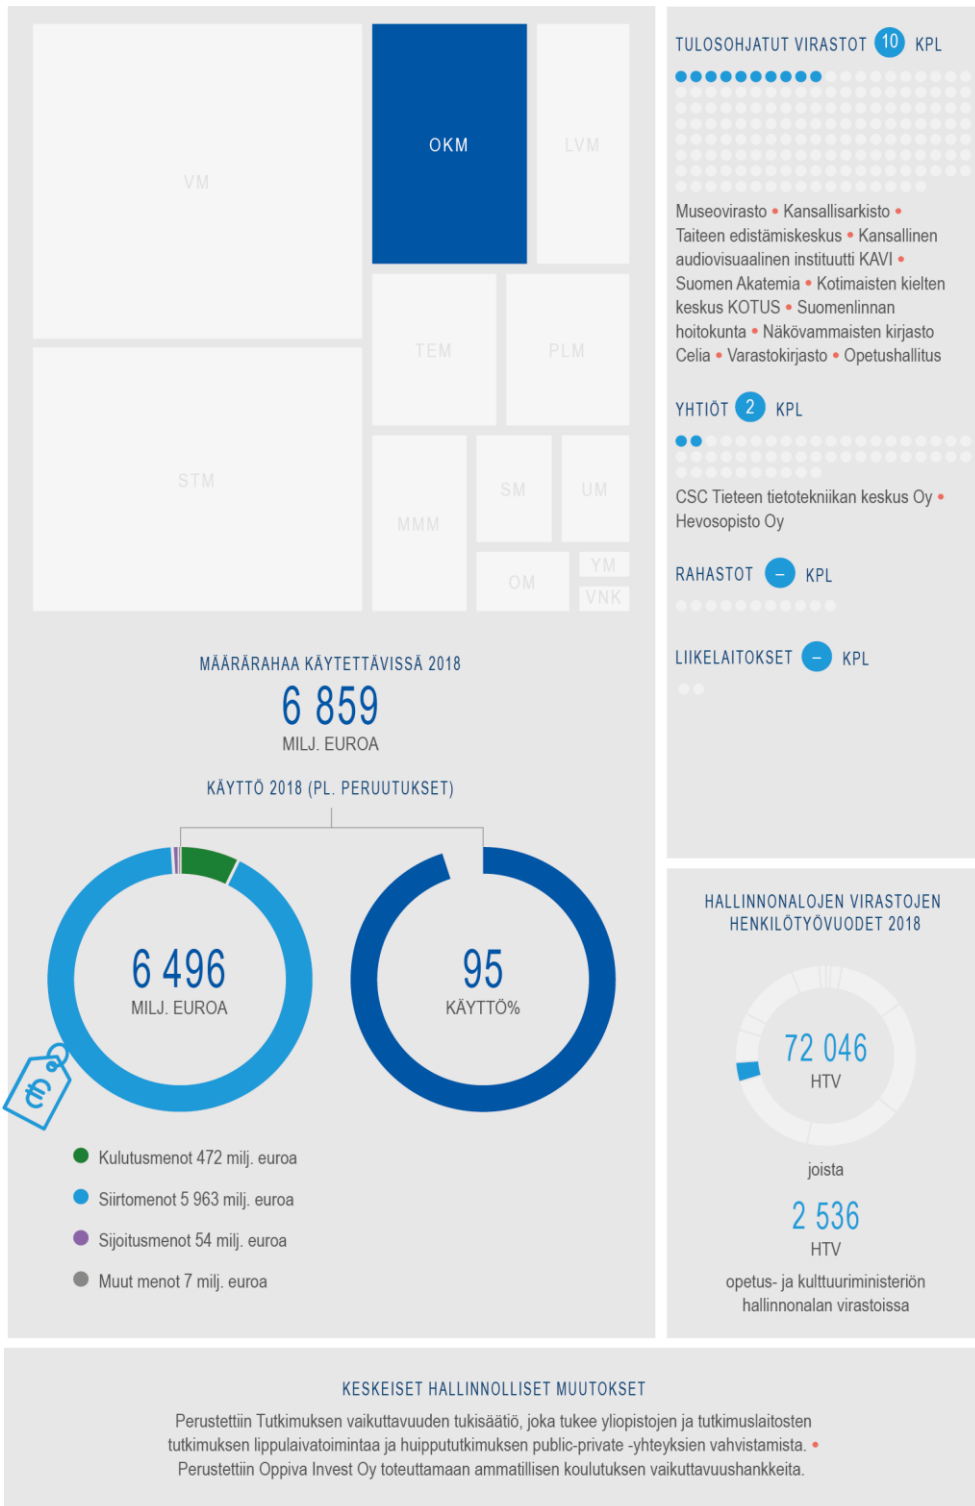 VM
OKM
LVM
TEM
PLM
STM
MMM
SM
UM
OM
YM
VNK
MÄÄRÄRAHAA KÄYTETTÄVISSÄ 2018
6 859
MILJ. EUROA
KÄYTTÖ 2018 (PL. PERUUTUKSET)
6 496
MILJ. EUROA
95
KÄYTTÖ%
Kulutusmenot 472 milj. euroa
Siirtomenot 5 963 milj. euroa
Sijoitusmenot 54 milj. euroa
Muut menot 7 milj. euroa
TULOSOHJATUT VIRASTOT 10 KPL
Museovirasto • Kansallisarkisto •
Taiteen edistämiskeskus • Kansallinen
audiovisuaalinen instituutti KAVI •
Suomen Akatemia • Kotimaisten kielten
keskus KOTUS • Suomenlinnan
hoitokunta • Näkövammaisten kirjasto
Celia • Varastokirjasto • Opetushallitus
YHTIÖT 2 KPL
CSC Tieteen tietotekniikan keskus Oy •
Hevosopisto Oy
RAHASTOT – KPL
LIIKELAITOKSET – KPL
HALLINNONALOJEN VIRASTOJEN
HENKILÖTYÖVUODET 2018
72 046
HTV
joista
2 536
HTV
opetus- ja kulttuuriministeriön
hallinnonalan virastoissa
KESKEISET HALLINNOLLISET MUUTOKSET
Perustettiin Tutkimuksen vaikuttavuuden tukisäätiö, joka tukee yliopistojen ja tutkimuslaitosten
tutkimuksen lippulaivatoimintaa ja huippututkimuksen public-private -yhteyksien vahvistamista. •
Perustettiin Oppiva Invest Oy toteuttamaan ammatillisen koulutuksen vaikuttavuushankkeita.